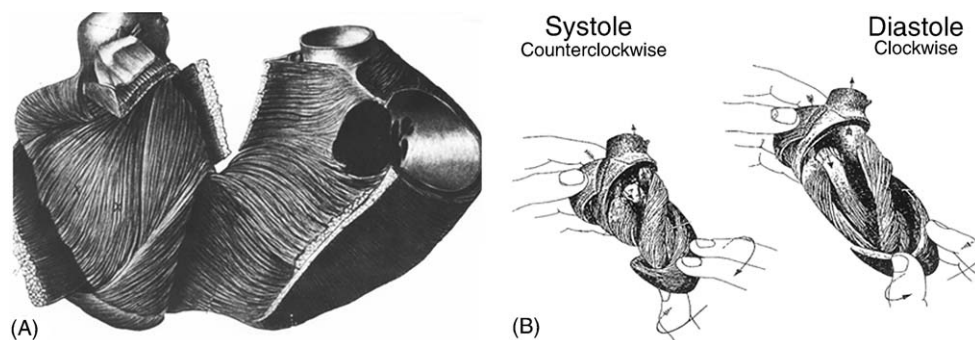 Systole
Counterclockwise
Diastole
Clockwise
(A)
(B)